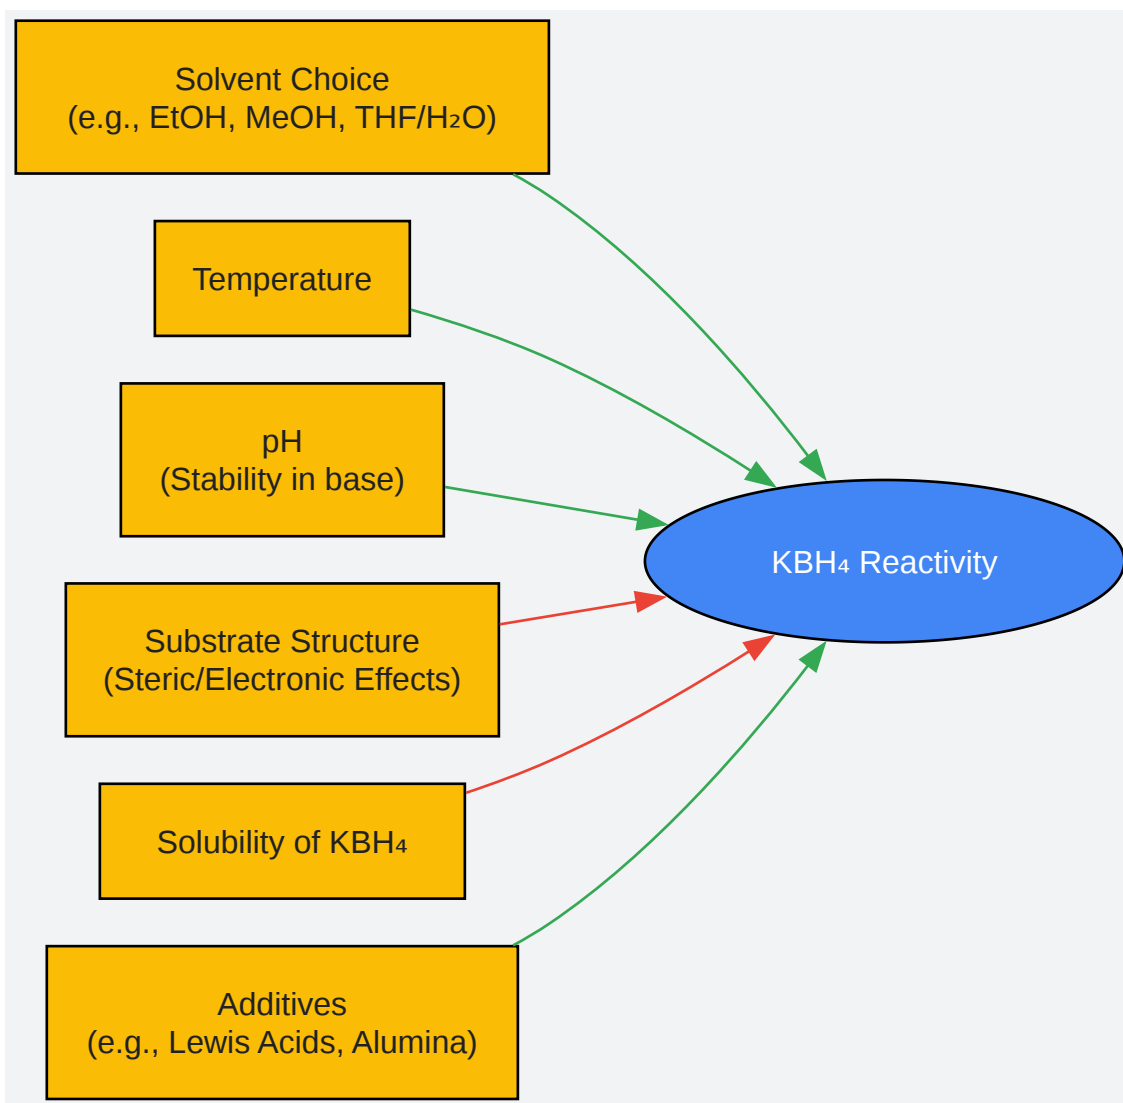 Solvent Choice
(e.g., EtOH, MeOH, THF/H₂O)
Temperature
pH
(Stability in base)
Substrate Structure
(Steric/Electronic Effects)
Solubility of KBH₄
Additives
(e.g., Lewis Acids, Alumina)
KBH₄ Reactivity